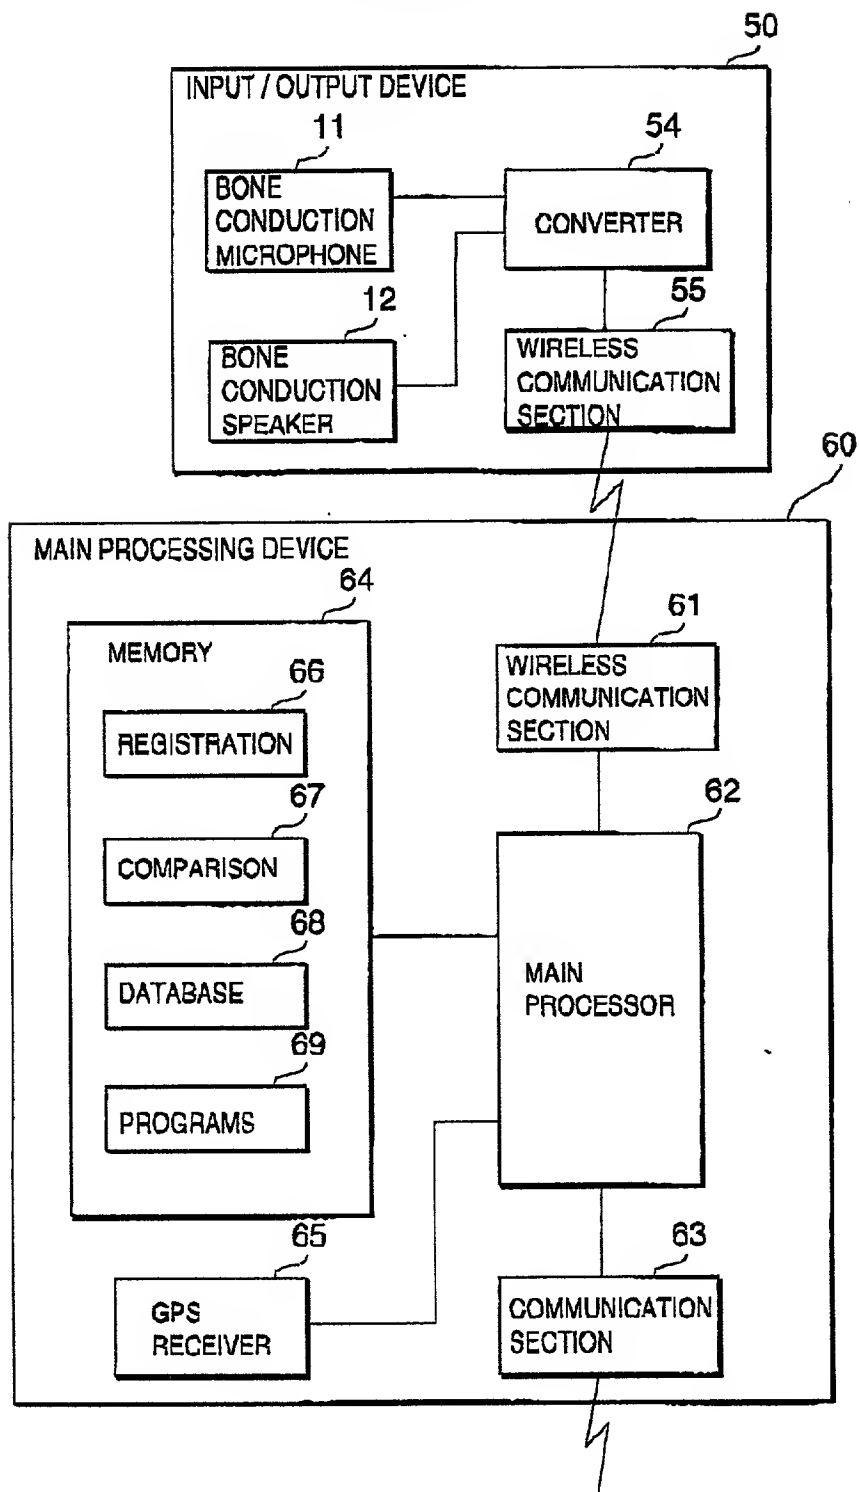 50
INPUT / OUTPUT DEVICE
11
BONE
CONDUCTION
MICROPHONE
54
CONVERTER
12
BONE
CONDUCTION
SPEAKER
55
WIRELESS
COMMUNICATION
SECTION
60
MAIN PROCESSING DEVICE
64
MEMORY
66
REGISTRATION
67
COMPARISON
68
DATABASE
69
PROGRAMS
61
WIRELESS
COMMUNICATION
SECTION
62
MAIN
PROCESSOR
65
GPS
RECEIVER
63
COMMUNICATION
SECTION